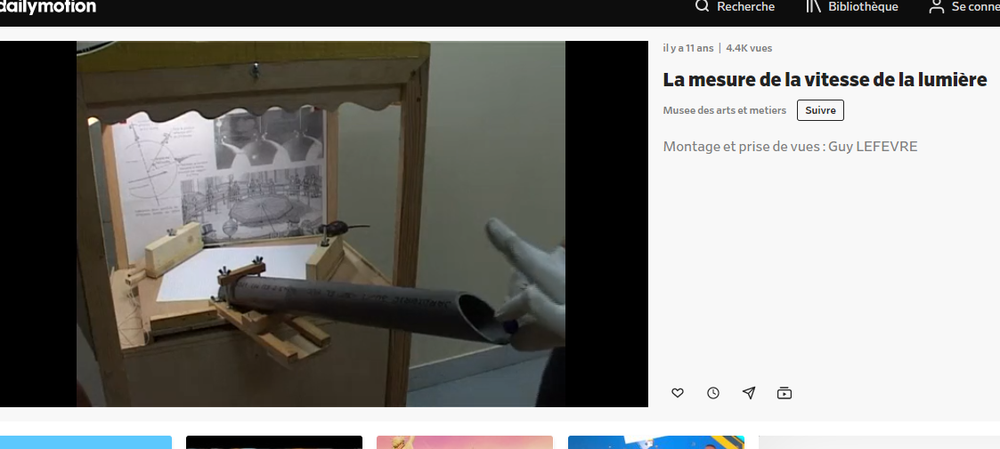 dailymotion
Recherche
Bibliothèque
Se conne
il y a 11 ans | 4.4K vues
La mesure de la vitesse de la lumière
Musee des arts et metiers
Suivre
Montage et prise de vues : Guy LEFEVRE